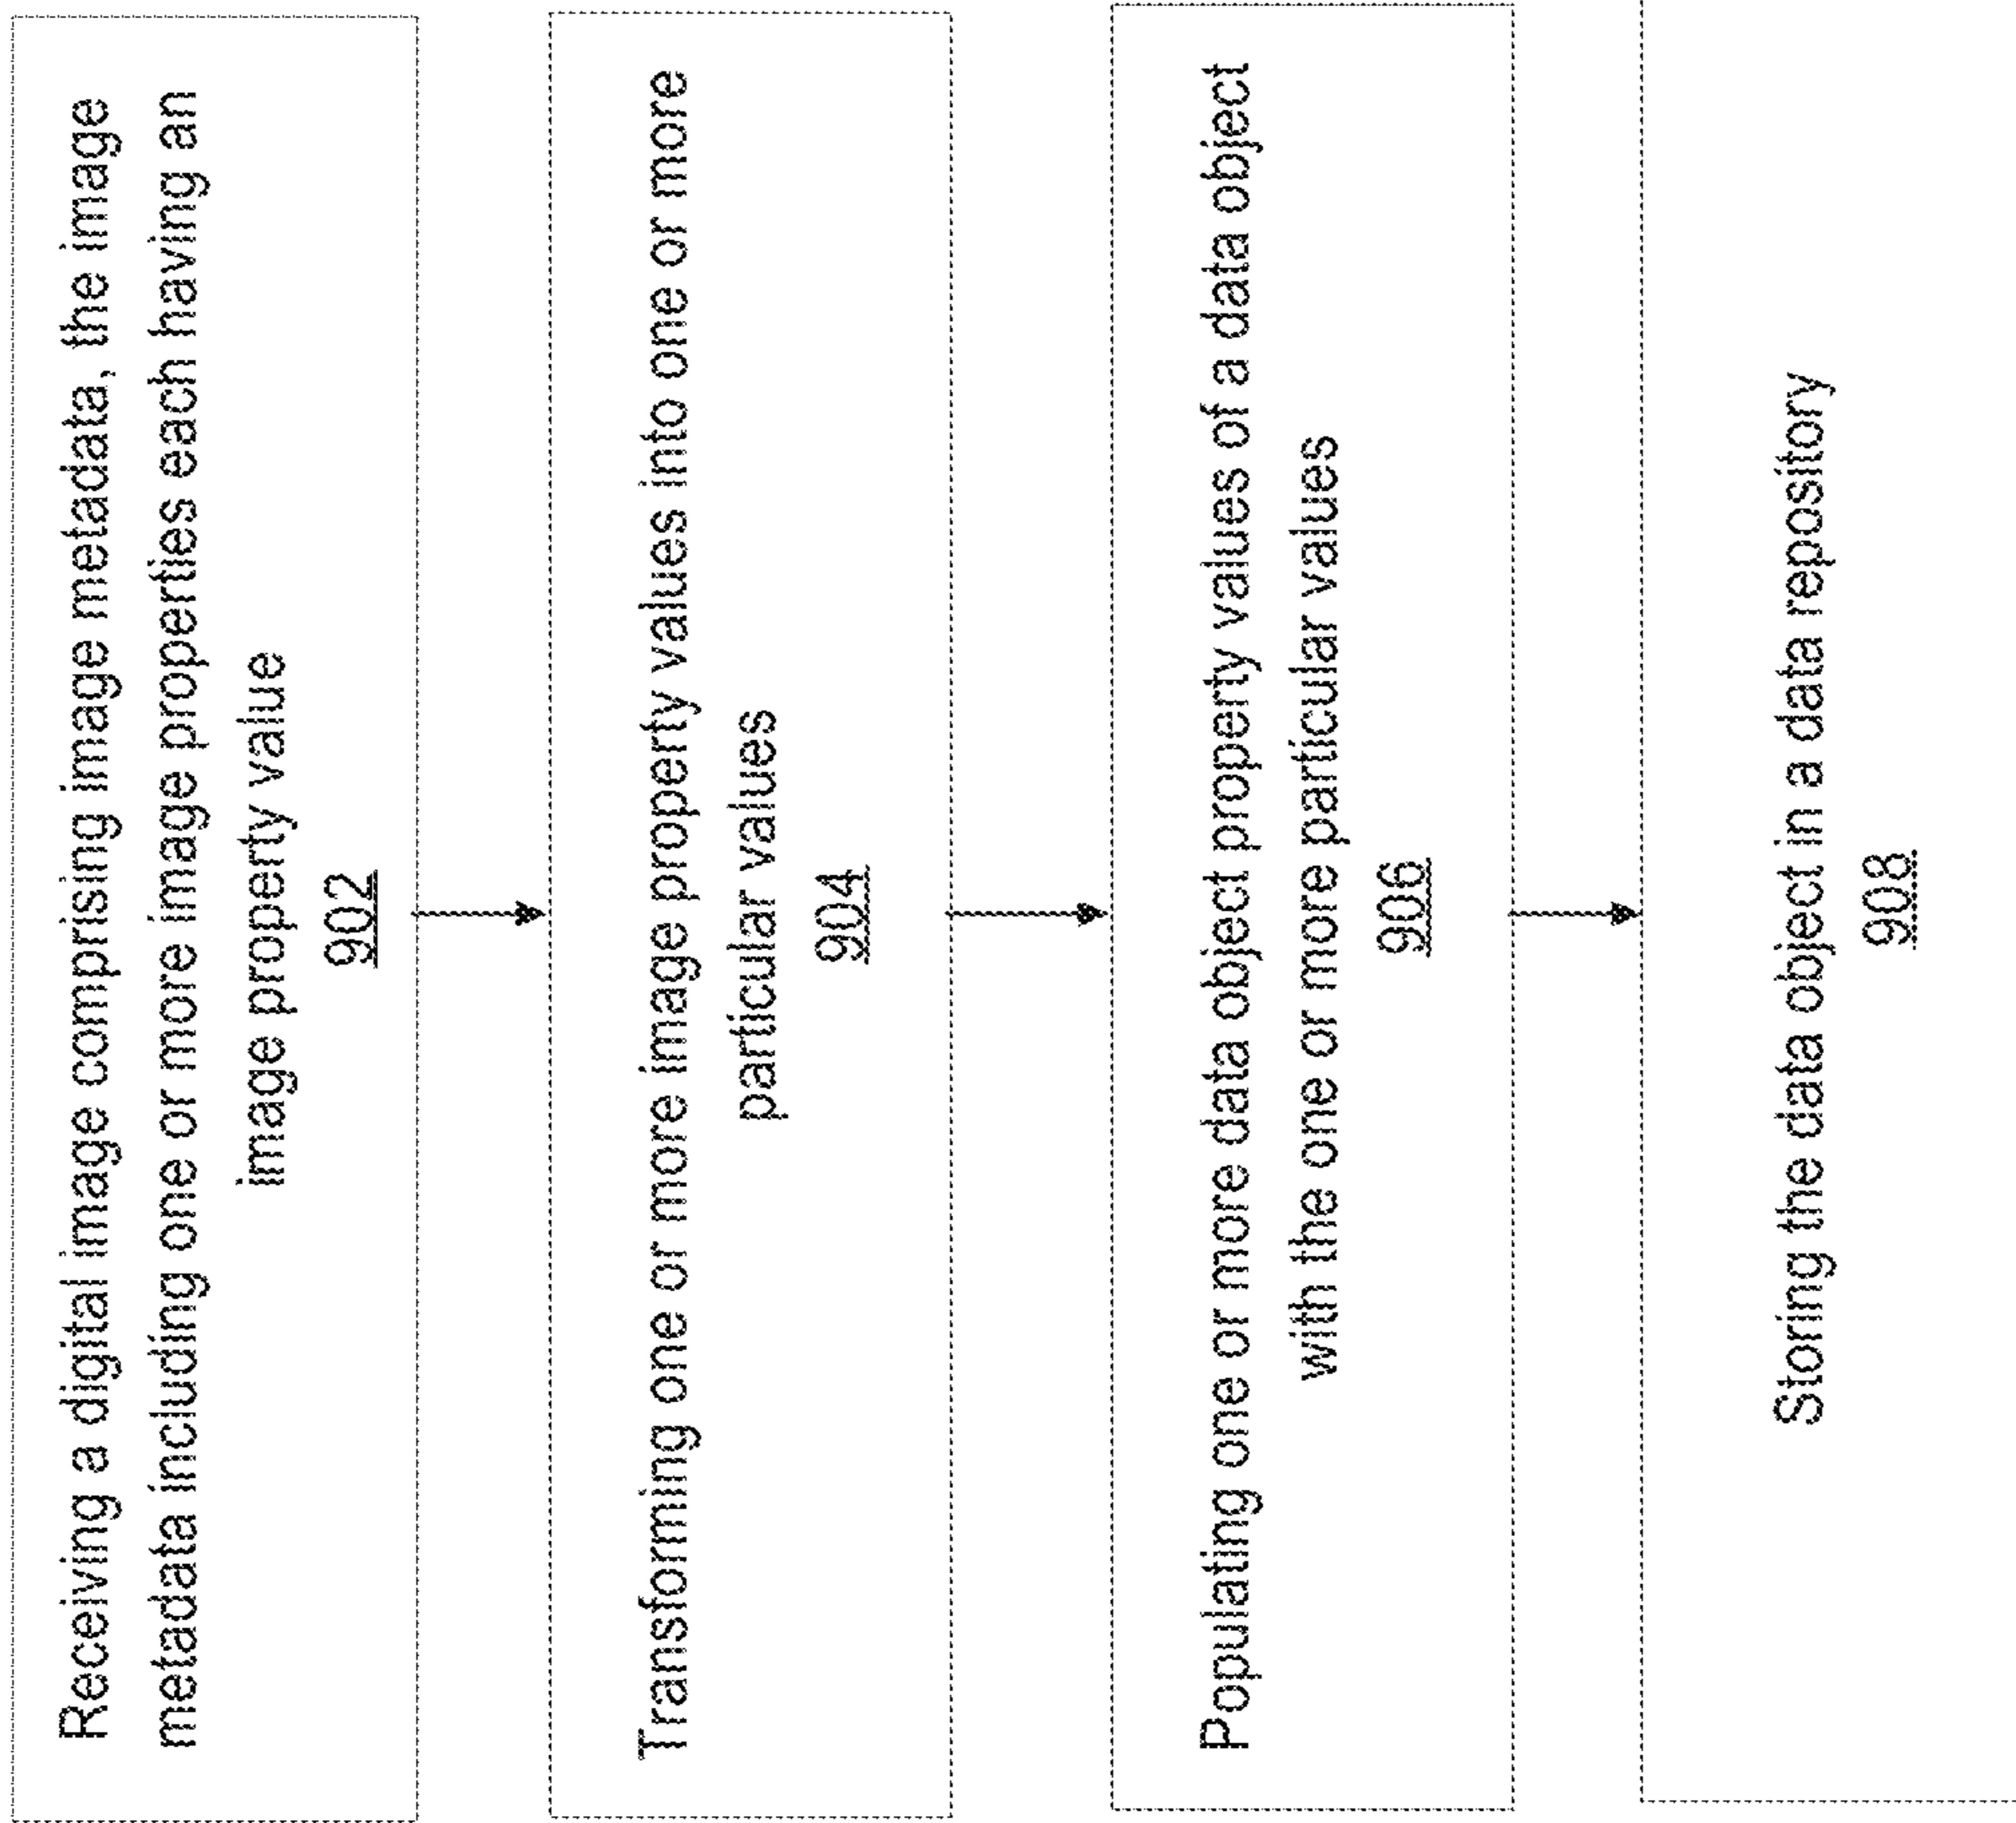 Receiving a digital image comprising image metadata, the image
metadata including one or more image properties each having an
image property value
902
Transforming one or more image property values into one or more
particular values
904
Populating one or more data object property values of a data object
with the one or more particular values
906
Storing the data object in a data repository
908